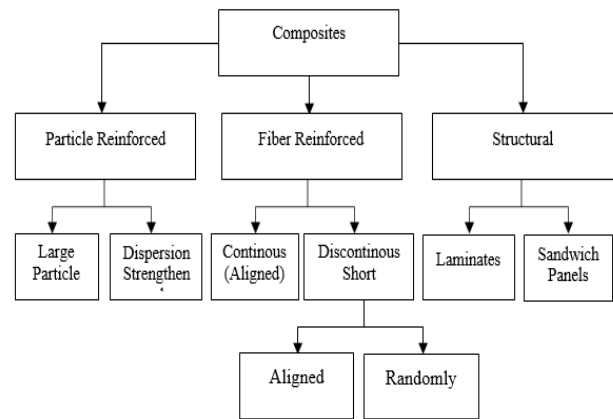 Composites
Particle Reinforced
Fiber Reinforced
Structural
Large
Particle
Dispersion
Strengthen
Continous
(Aligned)
Discontinous
Short
Laminates
Sandwich
Panels
Aligned
Randomly